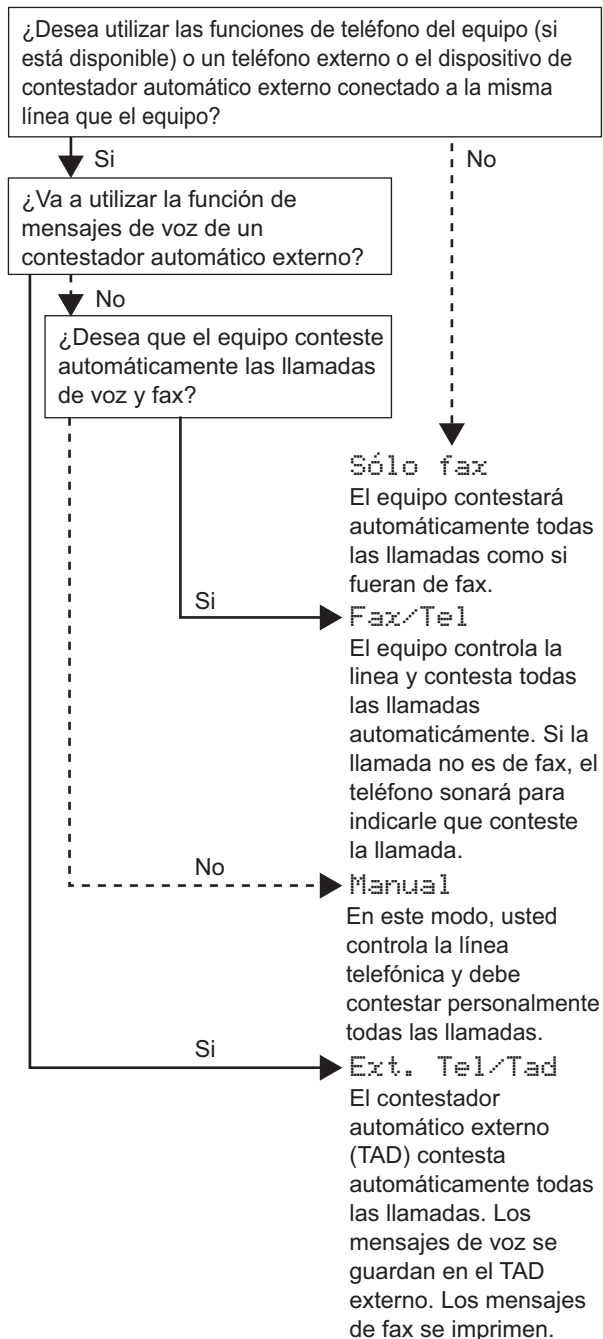 ¿Desea utilizar las funciones de teléfono del equipo (si
está disponible) o un teléfono externo o el dispositivo de
contestador automático externo conectado a la misma
línea que el equipo?
Si
No
¿Va a utilizar la función de
mensajes de voz de un
contestador automático externo?
No
¿Desea que el equipo conteste
automáticamente las llamadas
de voz y fax?
Sólo fax
El equipo contestará
automáticamente todas
las llamadas como si
fueran de fax.
Si
Fax/Tel
El equipo controla la
linea y contesta todas
las llamadas
automaticámente. Si la
llamada no es de fax, el
teléfono sonará para
indicarle que conteste
la llamada.
No
Manual
En este modo, usted
controla la línea
telefónica y debe
contestar personalmente
todas las llamadas.
Si
Ext. Tel/Tad
El contestador
automático externo
(TAD) contesta
automáticamente todas
las llamadas. Los
mensajes de voz se
guardan en el TAD
externo. Los mensajes
de fax se imprimen.